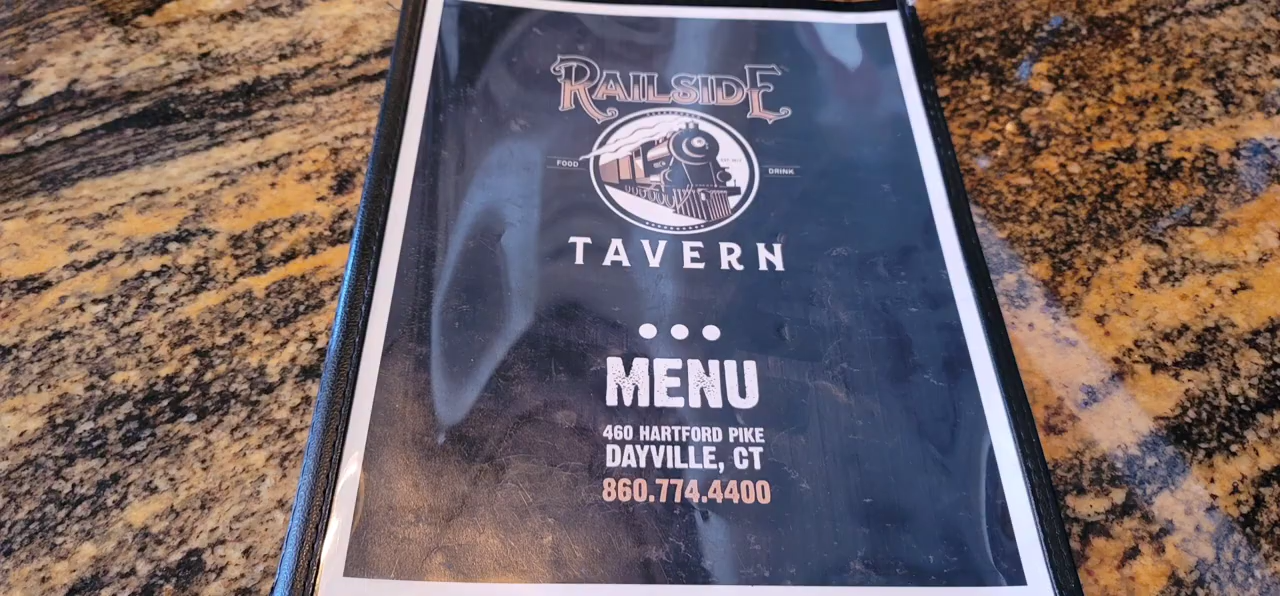 RAILSIDE
FOOD
DRINK
TAVERN
MENU
460 HARTFORD PIKE
DAYVILLE, CT
860.774.4400